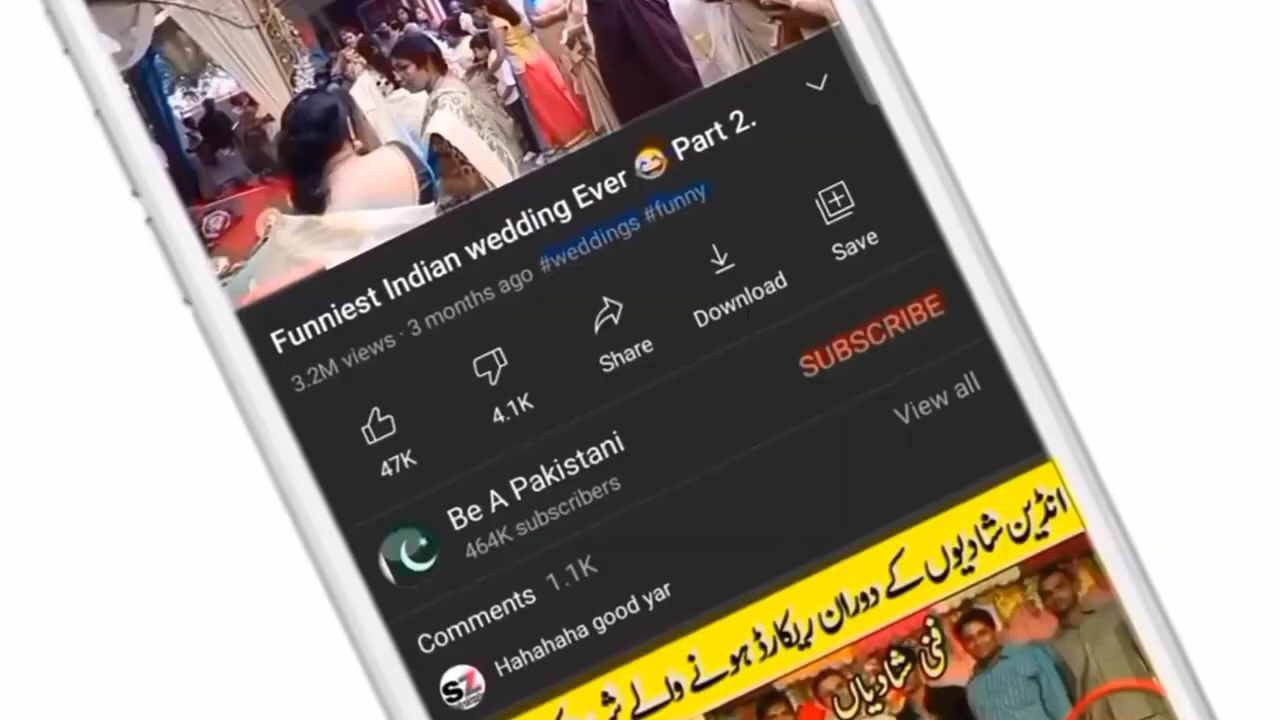 Funniest Indian wedding Ever 😂 Part 2.
3.2M views · 3 months ago #weddings #funny
47K
4.1K
Share
Download
Save
Be A Pakistani
464K subscribers
SUBSCRIBE
Comments 1.1K
View all
SZ
Hahahaha good yar
انڈین شادیوں کے دوران ریکارڈ ہونے والے
فنی شادیاں